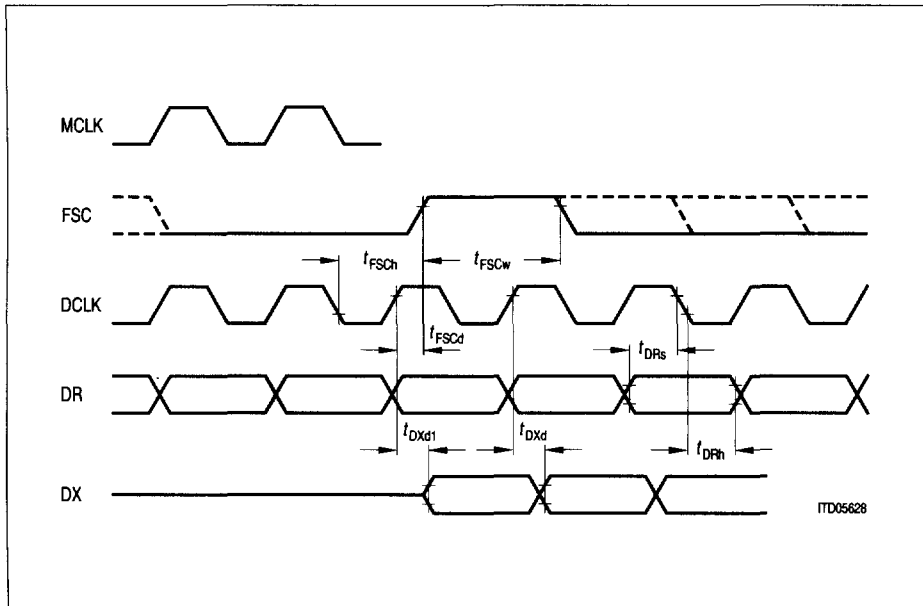 MCLK
FSC
tFSCh
tFSCw
DCLK
tFSCd
tDRs
DR
tDXd1
tDXd
tDRh
DX
ITD05628